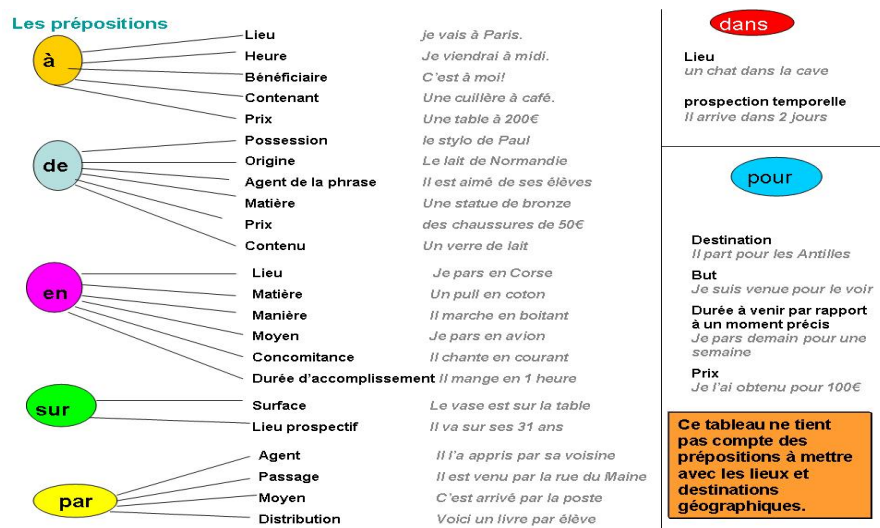 Les prépositions
à
Lieu je vais à Paris.
Heure Je viendrai à midi.
Bénéficiaire C'est à moi!
Contenant Une cuillère à café.
Prix Une table à 200€
de
Possession le stylo de Paul
Origine Le lait de Normandie
Agent de la phrase Il est aimé de ses élèves
Matière Une statue de bronze
Prix des chaussures de 50€
Contenu Un verre de lait
en
Lieu Je pars en Corse
Matière Un pull en coton
Manière Il marche en boitant
Moyen Je pars en avion
Concomitance Il chante en courant
Durée d'accomplissement Il mange en 1 heure
sur
Surface Le vase est sur la table
Lieu prospectif Il va sur ses 31 ans
par
Agent Il l'a appris par sa voisine
Passage Il est venu par la rue du Maine
Moyen C'est arrivé par la poste
Distribution Voici un livre par élève
dans
Lieu
un chat dans la cave
prospection temporelle
Il arrive dans 2 jours
pour
Destination
Il part pour les Antilles
But
Je suis venue pour le voir
Durée à venir par rapport
à un moment précis
Je pars demain pour une
semaine
Prix
Je l'ai obtenu pour 100€
Ce tableau ne tient
pas compte des
prépositions à mettre
avec les lieux et
destinations
géographiques.